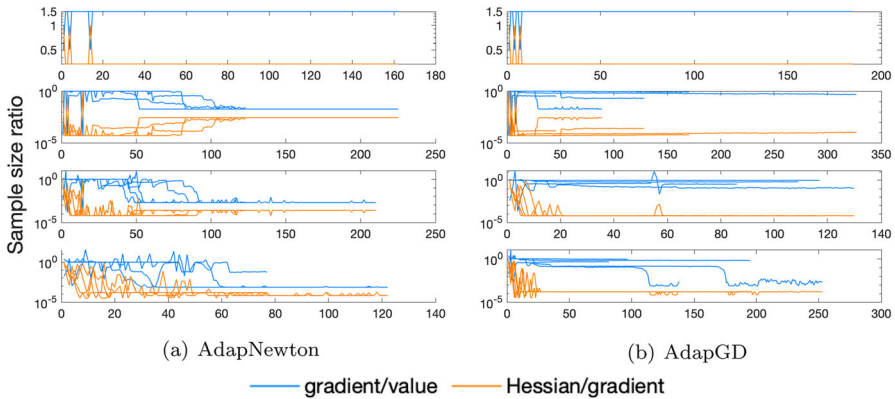 Sample size ratio
1.5
1
0.5
0 20 40 60 80 100 120 140 160 180
10^0
10^-5
0 50 100 150 200 250
10^0
10^-5
0 50 100 150 200 250
10^0
10^-5
0 20 40 60 80 100 120 140
(a) AdapNewton
1.5
1
0.5
0 50 100 150 200
10^0
10^-5
0 50 100 150 200 250 300 350
10^0
10^-5
0 20 40 60 80 100 120 140
10^0
10^-5
0 50 100 150 200 250 300
(b) AdapGD
gradient/value Hessian/gradient